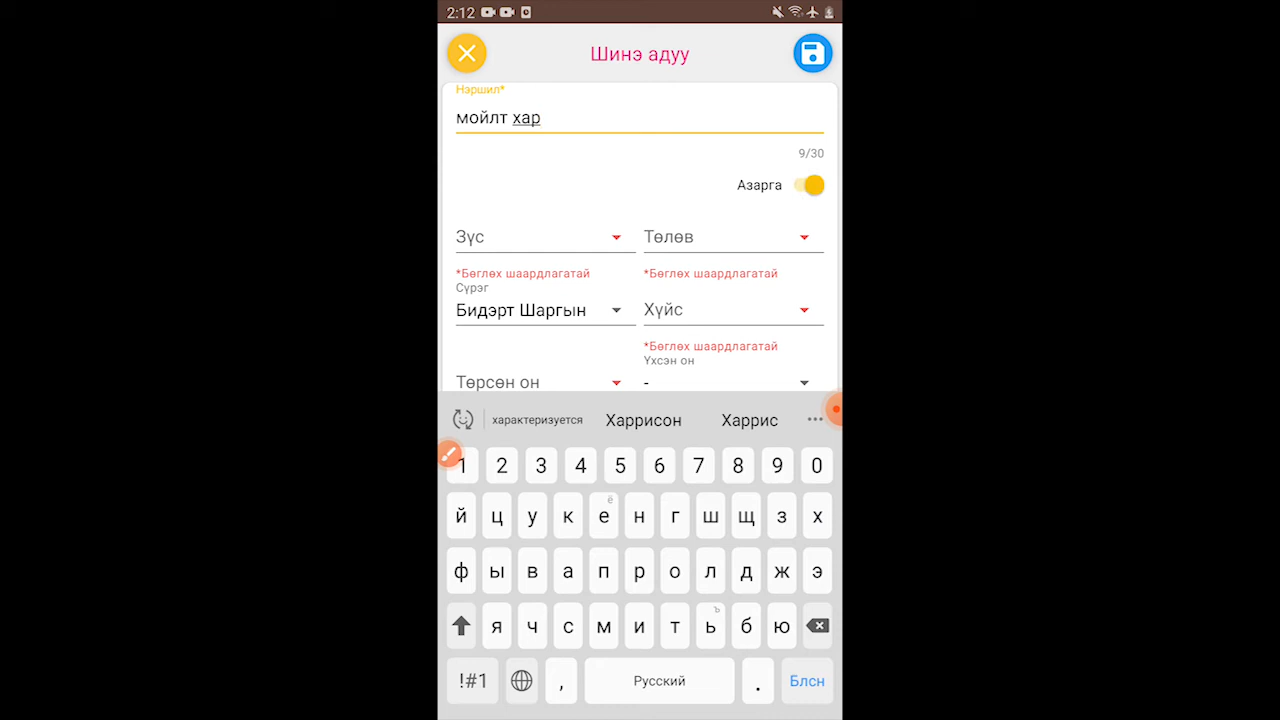 2:12
Шинэ адуу
Нэршил*
мойлт хар
9/30
Азарга
Зүс Төлөв
*Бөглөх шаардлагатай *Бөглөх шаардлагатай
Сүрэг
Бидэрт Шаргын Хүйс
*Бөглөх шаардлагатай
Үхсэн он
Төрсөн он -
характеризуется Харрисон Харрис ...
1 2 3 4 5 6 7 8 9 0
ё
й ц у к е н г ш щ з х
ф ы в а п р о л д ж э
ъ
я ч с м и т ь б ю
!#1 , Русский . Блсн